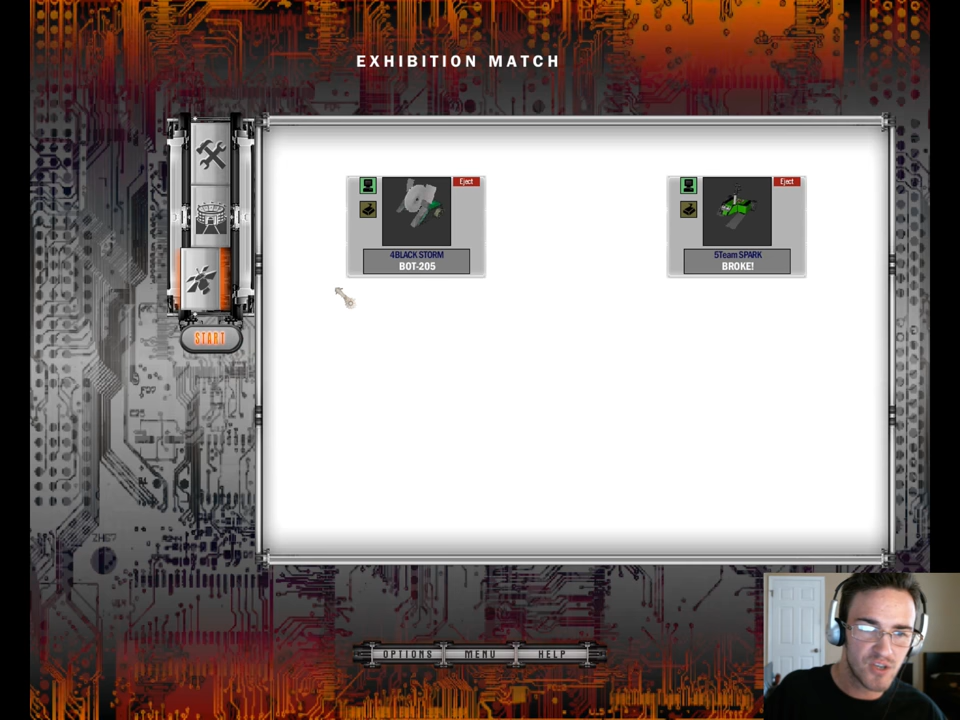 EXHIBITION MATCH
Eject
4BLACK STORM
BOT-205
Eject
5Team SPARK
BROKE!
START
OPTIONS
MENU
HELP